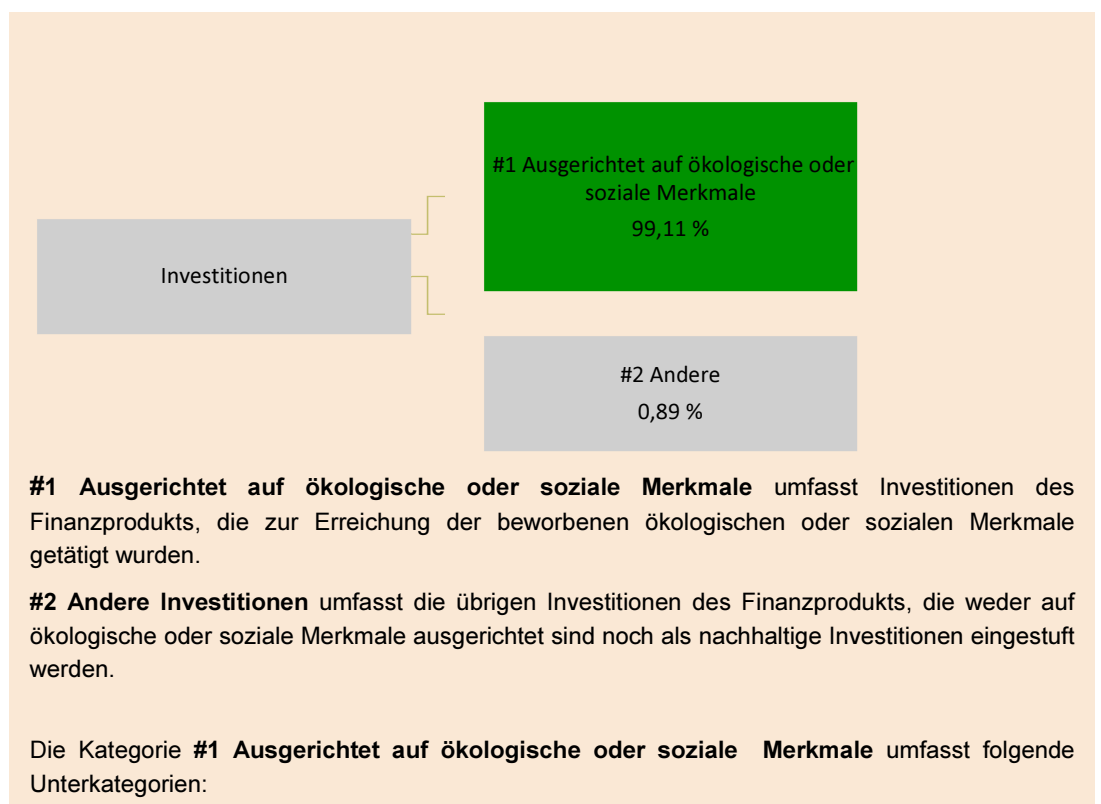 #1 Ausgerichtet auf ökologische oder
soziale Merkmale
99,11 %
Investitionen
#2 Andere
0,89 %
#1 Ausgerichtet auf ökologische oder soziale Merkmale umfasst Investitionen des
Finanzprodukts, die zur Erreichung der beworbenen ökologischen oder sozialen Merkmale
getätigt wurden.
#2 Andere Investitionen umfasst die übrigen Investitionen des Finanzprodukts, die weder auf
ökologische oder soziale Merkmale ausgerichtet sind noch als nachhaltige Investitionen eingestuft
werden.
Die Kategorie #1 Ausgerichtet auf ökologische oder soziale Merkmale umfasst folgende
Unterkategorien: